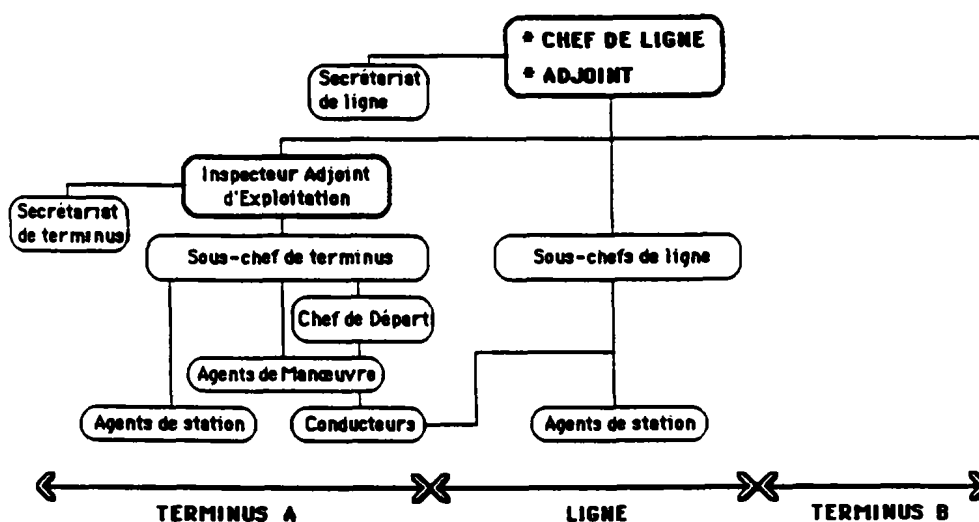 * CHEF DE LIGNE
* ADJOINT
Secrétariat
de ligne
Inspecteur Adjoint
d'Exploitation
Secrétariat
de terminus
Sous-chef de terminus
Sous-chefs de ligne
Chef de Départ
Agents de Manœuvre
Agents de station
Conducteurs
Agents de station
TERMINUS A
LIGNE
TERMINUS B